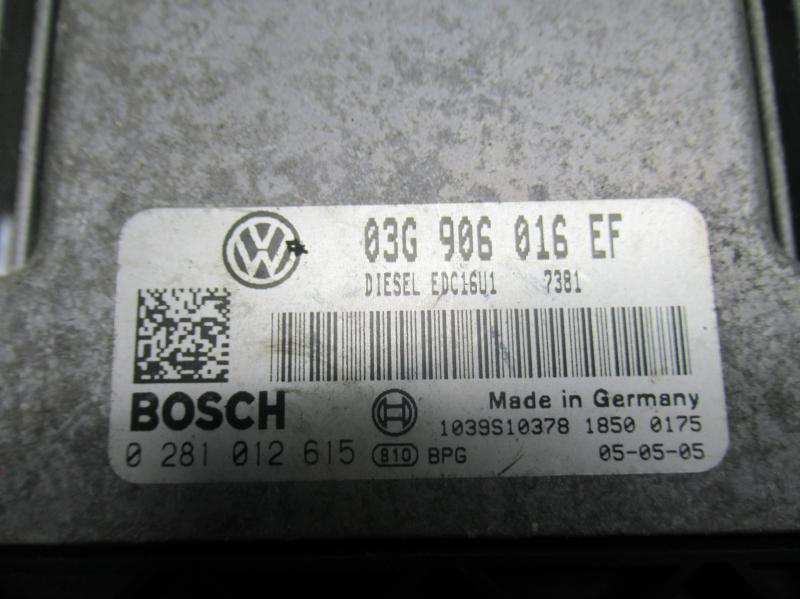 03G 906 016 EF
DIESEL EDC16U1 7381
BOSCH
Made in Germany
1039S10378 1850 0175
0 281 012 615 810 BPG 05-05-05